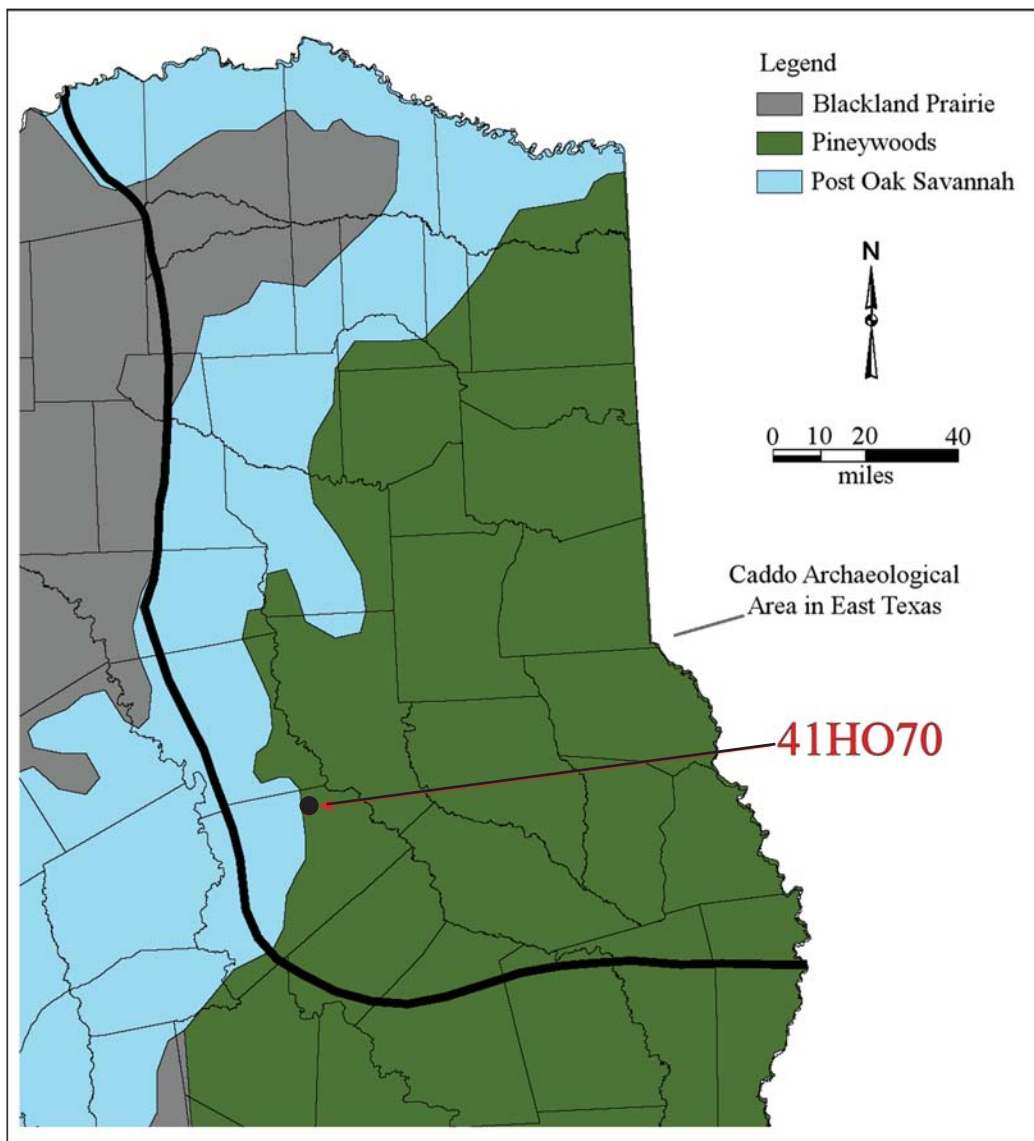 Legend
Blackland Prairie
Pineywoods
Post Oak Savannah
N
0 10 20 40
miles
Caddo Archaeological
Area in East Texas
41HO70